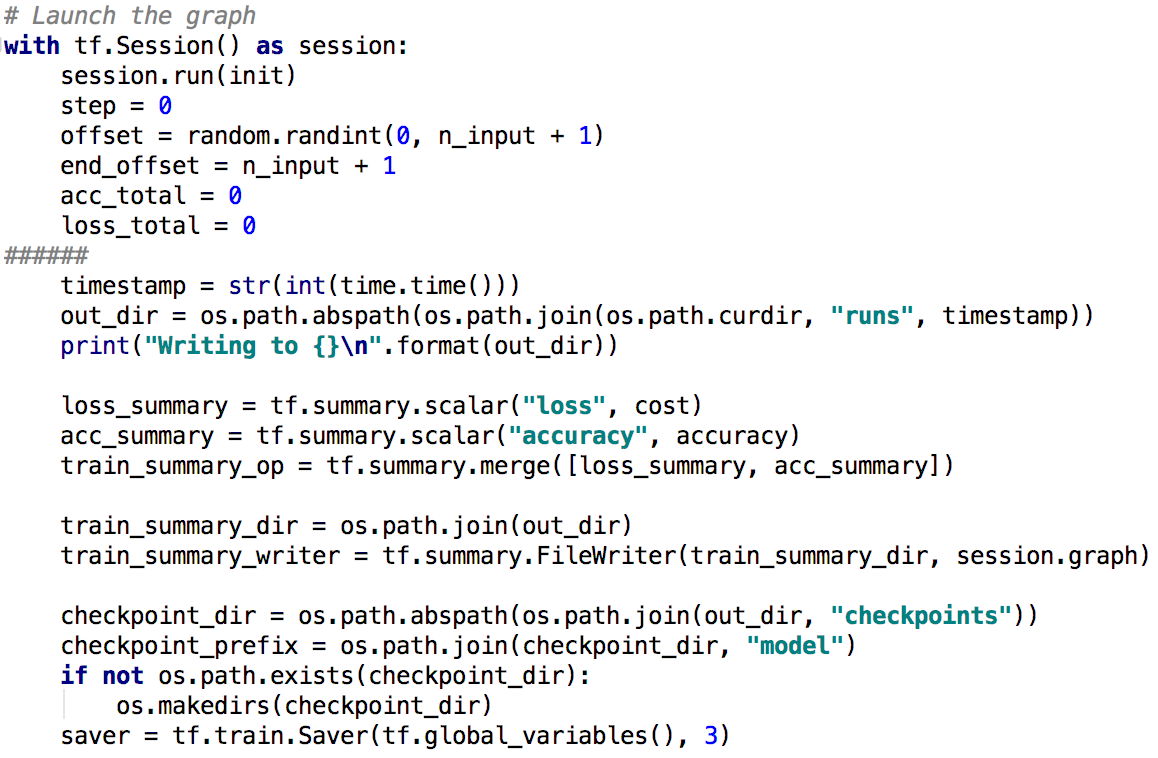 # Launch the graph
with tf.Session() as session:
    session.run(init)
    step = 0
    offset = random.randint(0, n_input + 1)
    end_offset = n_input + 1
    acc_total = 0
    loss_total = 0
######
    timestamp = str(int(time.time()))
    out_dir = os.path.abspath(os.path.join(os.path.curdir, "runs", timestamp))
    print("Writing to {}\n".format(out_dir))

    loss_summary = tf.summary.scalar("loss", cost)
    acc_summary = tf.summary.scalar("accuracy", accuracy)
    train_summary_op = tf.summary.merge([loss_summary, acc_summary])

    train_summary_dir = os.path.join(out_dir)
    train_summary_writer = tf.summary.FileWriter(train_summary_dir, session.graph)

    checkpoint_dir = os.path.abspath(os.path.join(out_dir, "checkpoints"))
    checkpoint_prefix = os.path.join(checkpoint_dir, "model")
    if not os.path.exists(checkpoint_dir):
        os.makedirs(checkpoint_dir)
    saver = tf.train.Saver(tf.global_variables(), 3)